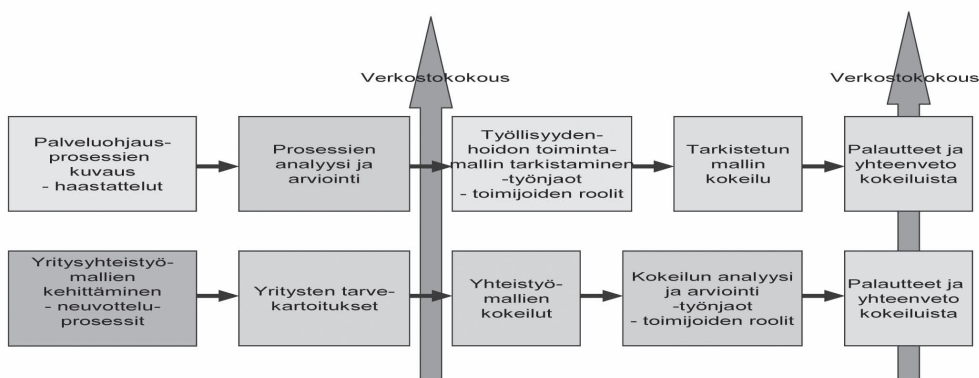 Verkostokokous
Verkostokokous
Palveluohjaus-
prosessien
kuvaus
- haastattelut
Prosessien
analyysi ja
arviointi
Työllisyyden-
hoidon toiminta-
mallin tarkistaminen
-työnjaot
- toimijoiden roolit
Tarkistetun
mallin
kokeilu
Palautteet ja
yhteenveto
kokeiluista
Yritysyhteistyö-
mallien
kehittäminen
- neuvottelu-
prosessit
Yritysten tarve-
kartoitukset
Yhteistyö-
mallien
kokeilut
Kokeilun analyysi
ja arviointi
-työnjaot
- toimijoiden roolit
Palautteet ja
yhteenveto
kokeiluista